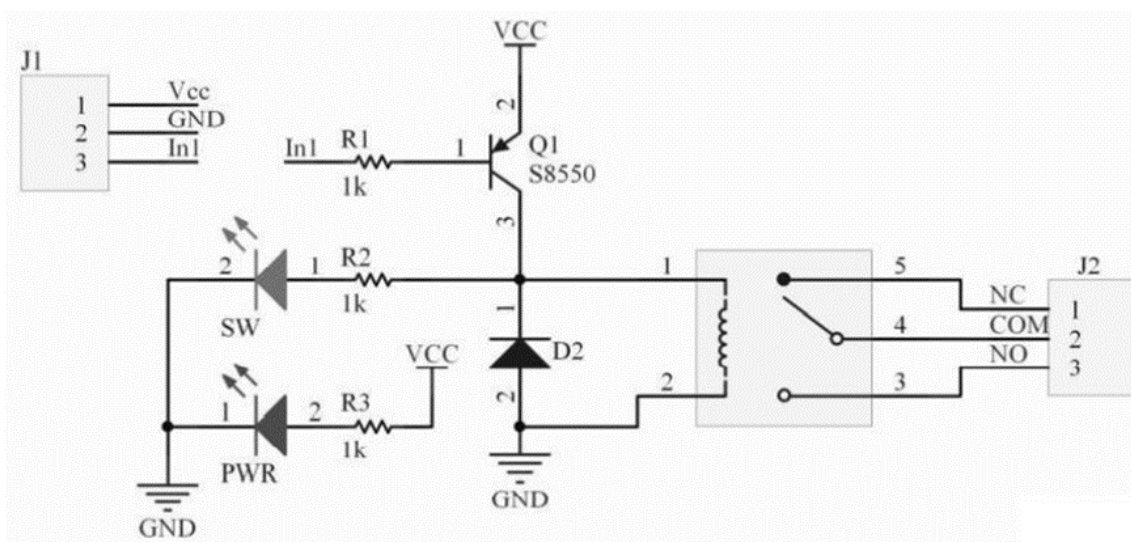 VCC
J1
1 Vcc
2 GND
3 In1
2
In1 R1 1k 1 Q1 S8550
3
2 1 R2 1k
SW
1 5 NC
J2
1
1 D2
4 COM 2
NO 3
2 3
VCC
1 2 R3 1k
PWR
2
GND
GND